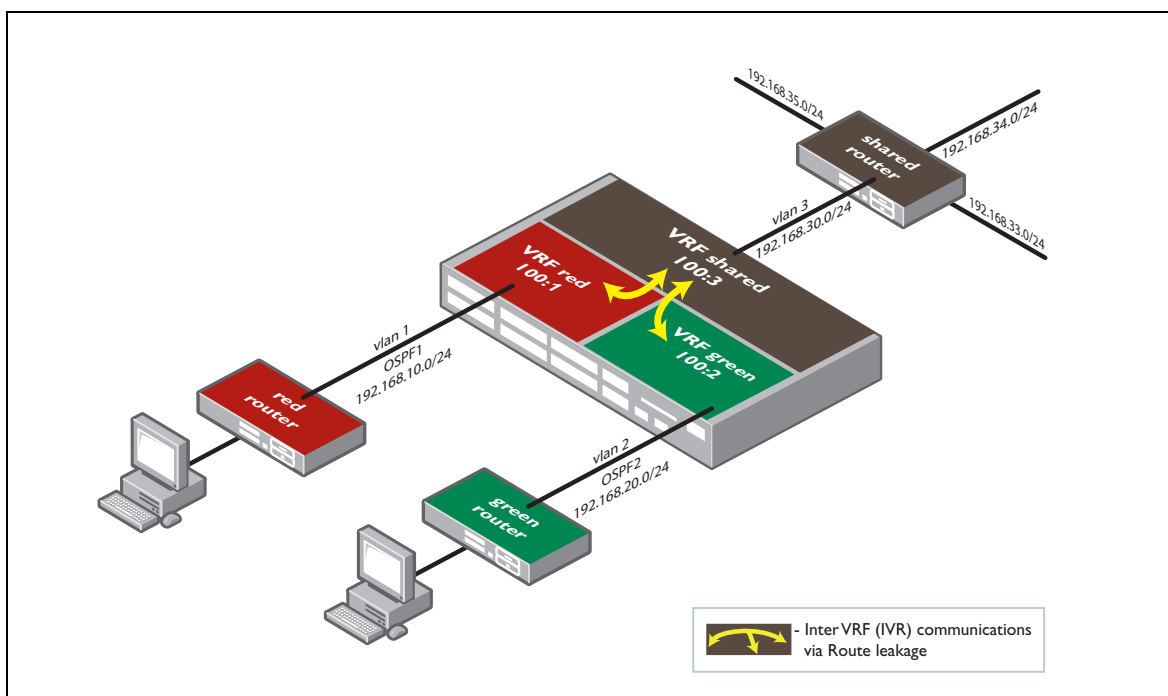 192.168.35.0/24
192.168.34.0/24
shared
router
192.168.33.0/24
vlan 3
192.168.30.0/24
VRF shared
100:3
VRF red
100:1
VRF green
100:2
vlan 1
OSPF1
192.168.10.0/24
red
router
vlan 2
OSPF2
192.168.20.0/24
green
router
- Inter VRF (IVR) communications
via Route leakage